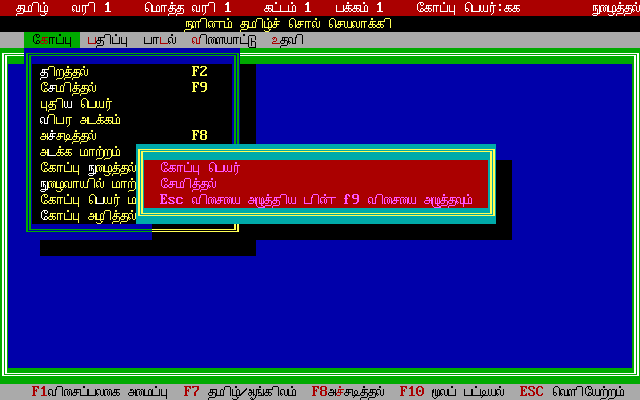 தமிழ் வரி 1 மொத்த வரி 1 கட்டம் 1 பக்கம் 1 கோப்பு பெயர்:கக நுழைத்தல்
நளினம் தமிழ்ச் சொல் செயலாக்கி
கோப்பு பதிப்பு பாடல் விளையாட்டு உதவி
திறத்தல் F2
சேமித்தல் F9
புதிய பெயர்
விபர அடக்கம்
அச்சடித்தல் F8
அடக்க மாற்றம்
கோப்பு நுழைத்தல்
நுழைவாயில் மாற்
கோப்பு பெயர் மா
கோப்பு அழித்தல்
கோப்பு பெயர்
சேமித்தல்
Esc விசையை அழுத்திய பின் f9 விசையை அழுத்தவும்
F1விசைப்பலகை அமைப்பு F7 தமிழ்/ஆங்கிலம் F8அச்சடித்தல் F10 மூலப் பட்டியல் ESC வெளியேற்றம்